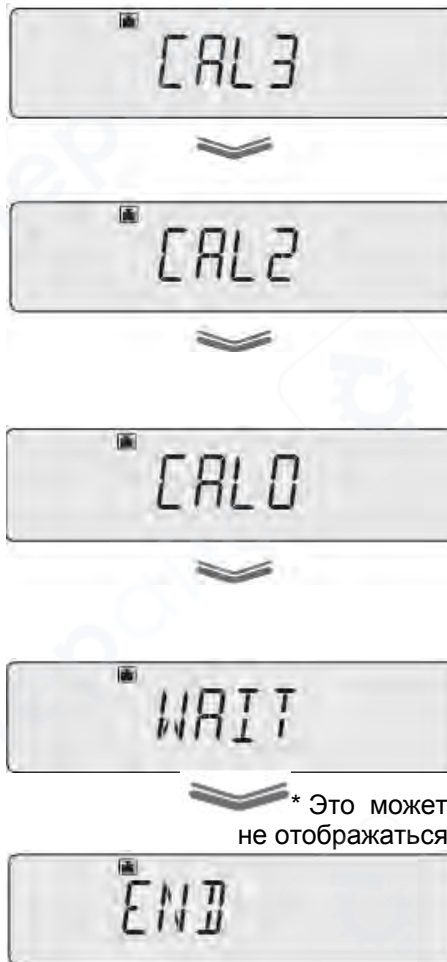 CAL3
CAL2
CAL0
WAIT
* Это может
не отображаться
END